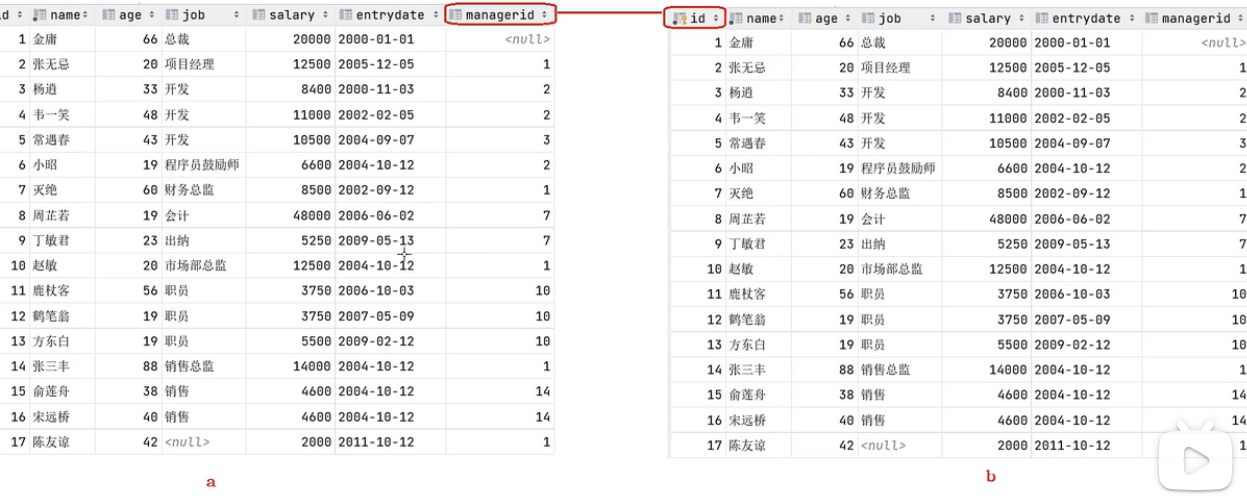 id name age job salary entrydate managerid id name age job salary entrydate managerid
1 金庸 66 总裁 20000 2000-01-01 <null> 1 金庸 66 总裁 20000 2000-01-01 <null>
2 张无忌 20 项目经理 12500 2005-12-05 1 2 张无忌 20 项目经理 12500 2005-12-05 1
3 杨逍 33 开发 8400 2000-11-03 2 3 杨逍 33 开发 8400 2000-11-03 2
4 韦一笑 48 开发 11000 2002-02-05 2 4 韦一笑 48 开发 11000 2002-02-05 2
5 常遇春 43 开发 10500 2004-09-07 3 5 常遇春 43 开发 10500 2004-09-07 3
6 小昭 19 程序员鼓励师 6600 2004-10-12 2 6 小昭 19 程序员鼓励师 6600 2004-10-12 2
7 灭绝 60 财务总监 8500 2002-09-12 1 7 灭绝 60 财务总监 8500 2002-09-12 1
8 周芷若 19 会计 48000 2006-06-02 7 8 周芷若 19 会计 48000 2006-06-02 7
9 丁敏君 23 出纳 5250 2009-05-13 7 9 丁敏君 23 出纳 5250 2009-05-13 7
10 赵敏 20 市场部总监 12500 2004-10-12 1 10 赵敏 20 市场部总监 12500 2004-10-12 1
11 鹿杖客 56 职员 3750 2006-10-03 10 11 鹿杖客 56 职员 3750 2006-10-03 10
12 鹤笔翁 19 职员 3750 2007-05-09 10 12 鹤笔翁 19 职员 3750 2007-05-09 10
13 方东白 19 职员 5500 2009-02-12 10 13 方东白 19 职员 5500 2009-02-12 10
14 张三丰 88 销售总监 14000 2004-10-12 1 14 张三丰 88 销售总监 14000 2004-10-12 1
15 俞莲舟 38 销售 4600 2004-10-12 14 15 俞莲舟 38 销售 4600 2004-10-12 14
16 宋远桥 40 销售 4600 2004-10-12 14 16 宋远桥 40 销售 4600 2004-10-12 14
17 陈友谅 42 <null> 2000 2011-10-12 1 17 陈友谅 42 <null> 2000 2011-10-12 1
a b